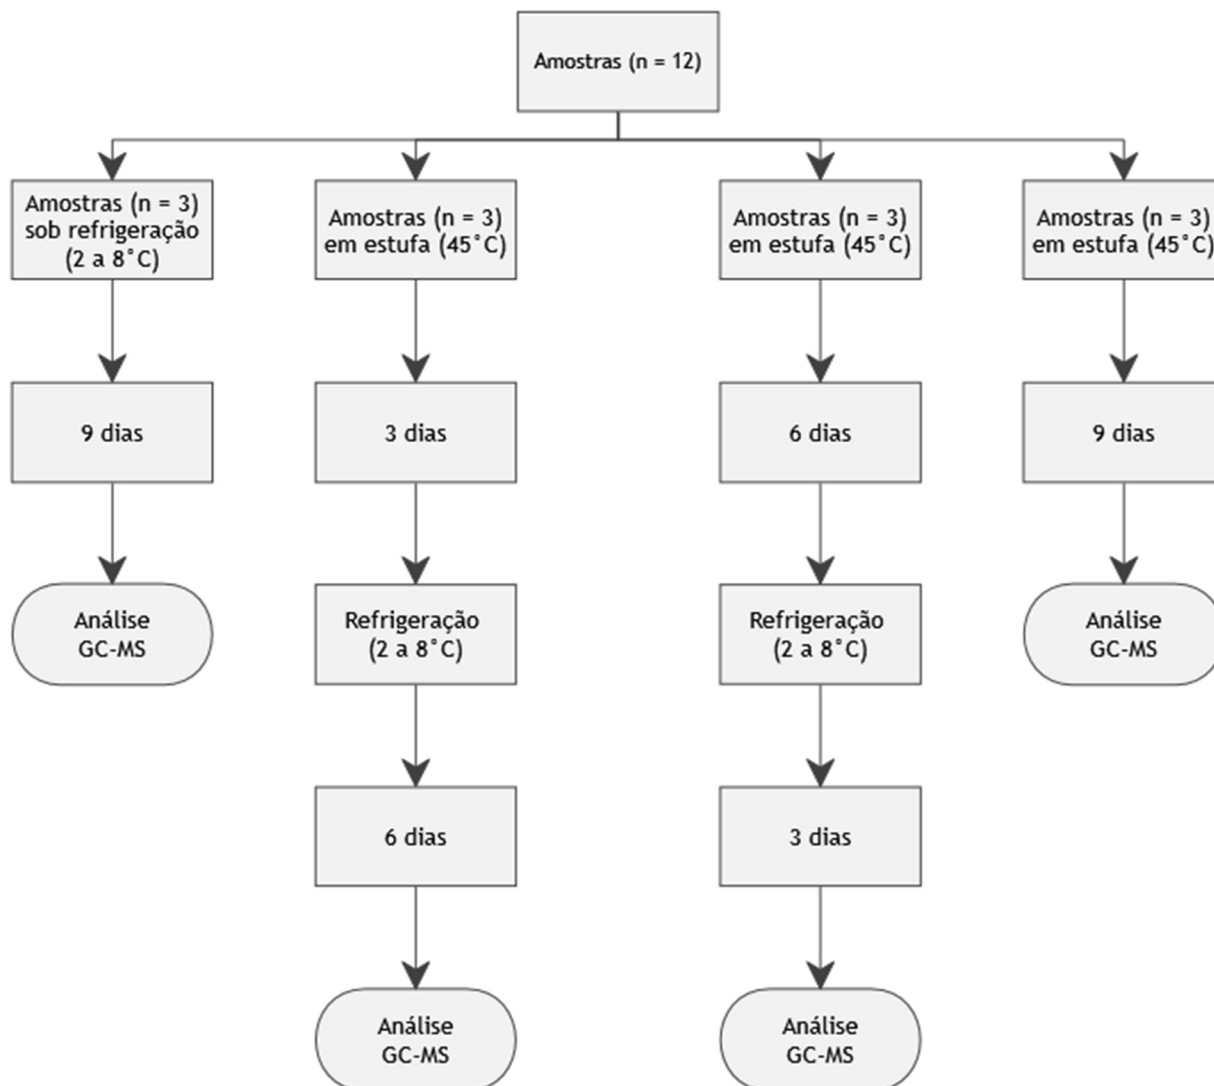 Amostras (n = 12)
Amostras (n = 3)
sob refrigeração
(2 a 8°C)
Amostras (n = 3)
em estufa (45°C)
Amostras (n = 3)
em estufa (45°C)
Amostras (n = 3)
em estufa (45°C)
9 dias
3 dias
6 dias
9 dias
Análise
GC-MS
Refrigeração
(2 a 8°C)
Refrigeração
(2 a 8°C)
Análise
GC-MS
6 dias
3 dias
Análise
GC-MS
Análise
GC-MS